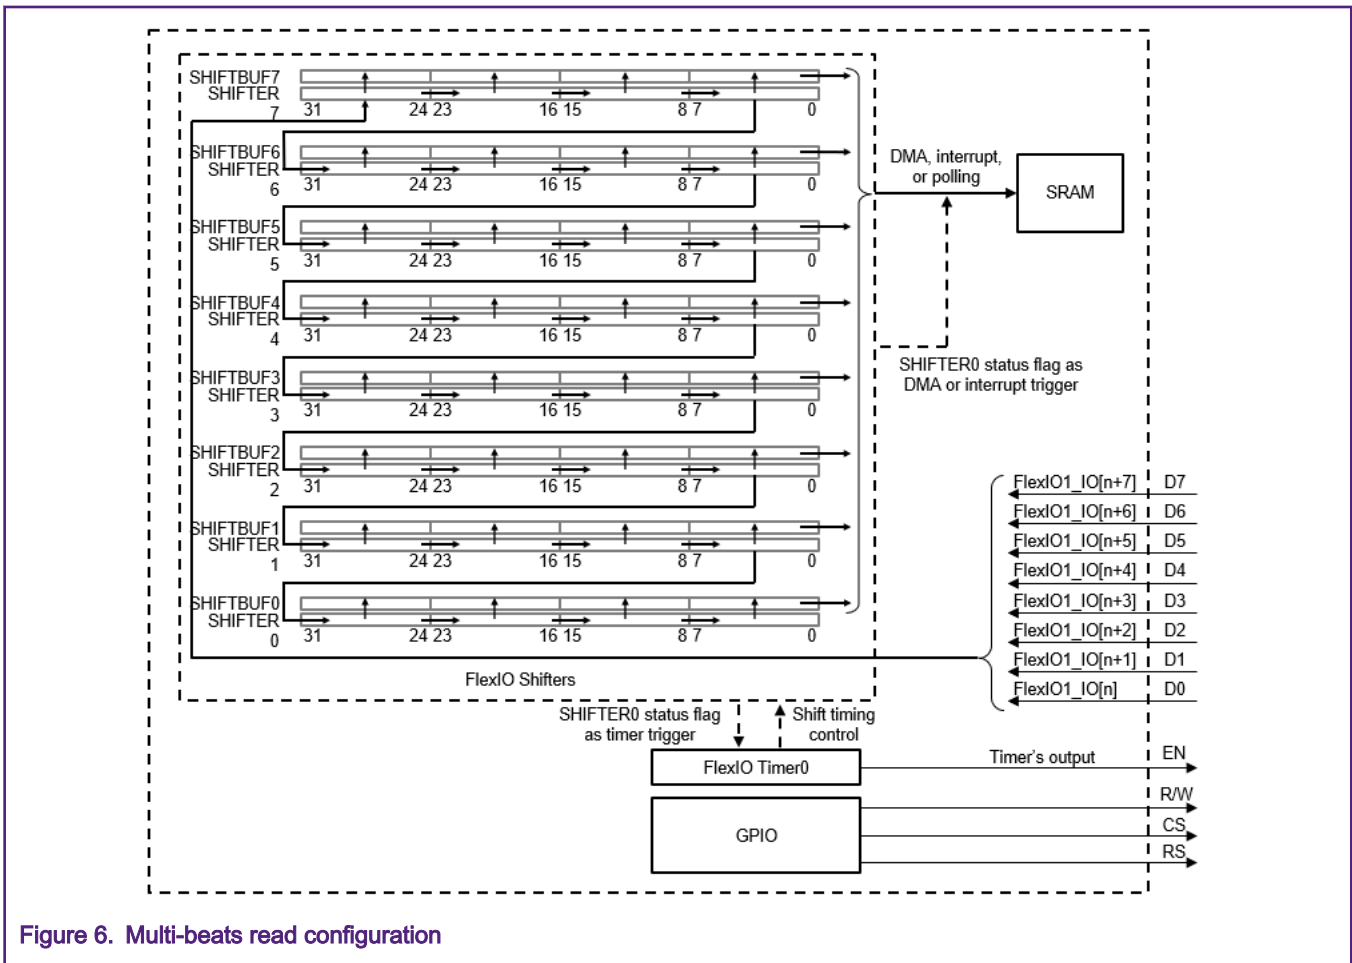 SHIFTBUF7
SHIFTER
7 31 24 23 16 15 8 7 0
SHIFTBUF6
SHIFTER
6 31 24 23 16 15 8 7 0
SHIFTBUF5
SHIFTER
5 31 24 23 16 15 8 7 0
SHIFTBUF4
SHIFTER
4 31 24 23 16 15 8 7 0
SHIFTBUF3
SHIFTER
3 31 24 23 16 15 8 7 0
SHIFTBUF2
SHIFTER
2 31 24 23 16 15 8 7 0
SHIFTBUF1
SHIFTER
1 31 24 23 16 15 8 7 0
SHIFTBUF0
SHIFTER
0 31 24 23 16 15 8 7 0
FlexIO Shifters
DMA, interrupt,
or polling
SRAM
SHIFTER0 status flag as
DMA or interrupt trigger
FlexIO1_IO[n+7] D7
FlexIO1_IO[n+6] D6
FlexIO1_IO[n+5] D5
FlexIO1_IO[n+4] D4
FlexIO1_IO[n+3] D3
FlexIO1_IO[n+2] D2
FlexIO1_IO[n+1] D1
FlexIO1_IO[n] D0
SHIFTER0 status flag
as timer trigger
Shift timing
control
FlexIO Timer0
Timer's output EN
GPIO
R/W
CS
RS
Figure 6. Multi-beats read configuration